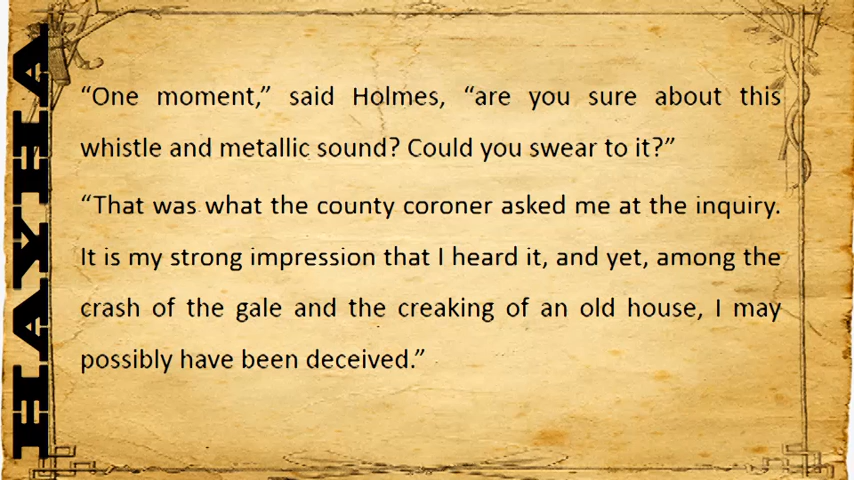 HAYHA
“One moment,” said Holmes, “are you sure about this
whistle and metallic sound? Could you swear to it?”
“That was what the county coroner asked me at the inquiry.
It is my strong impression that I heard it, and yet, among the
crash of the gale and the creaking of an old house, I may
possibly have been deceived.”